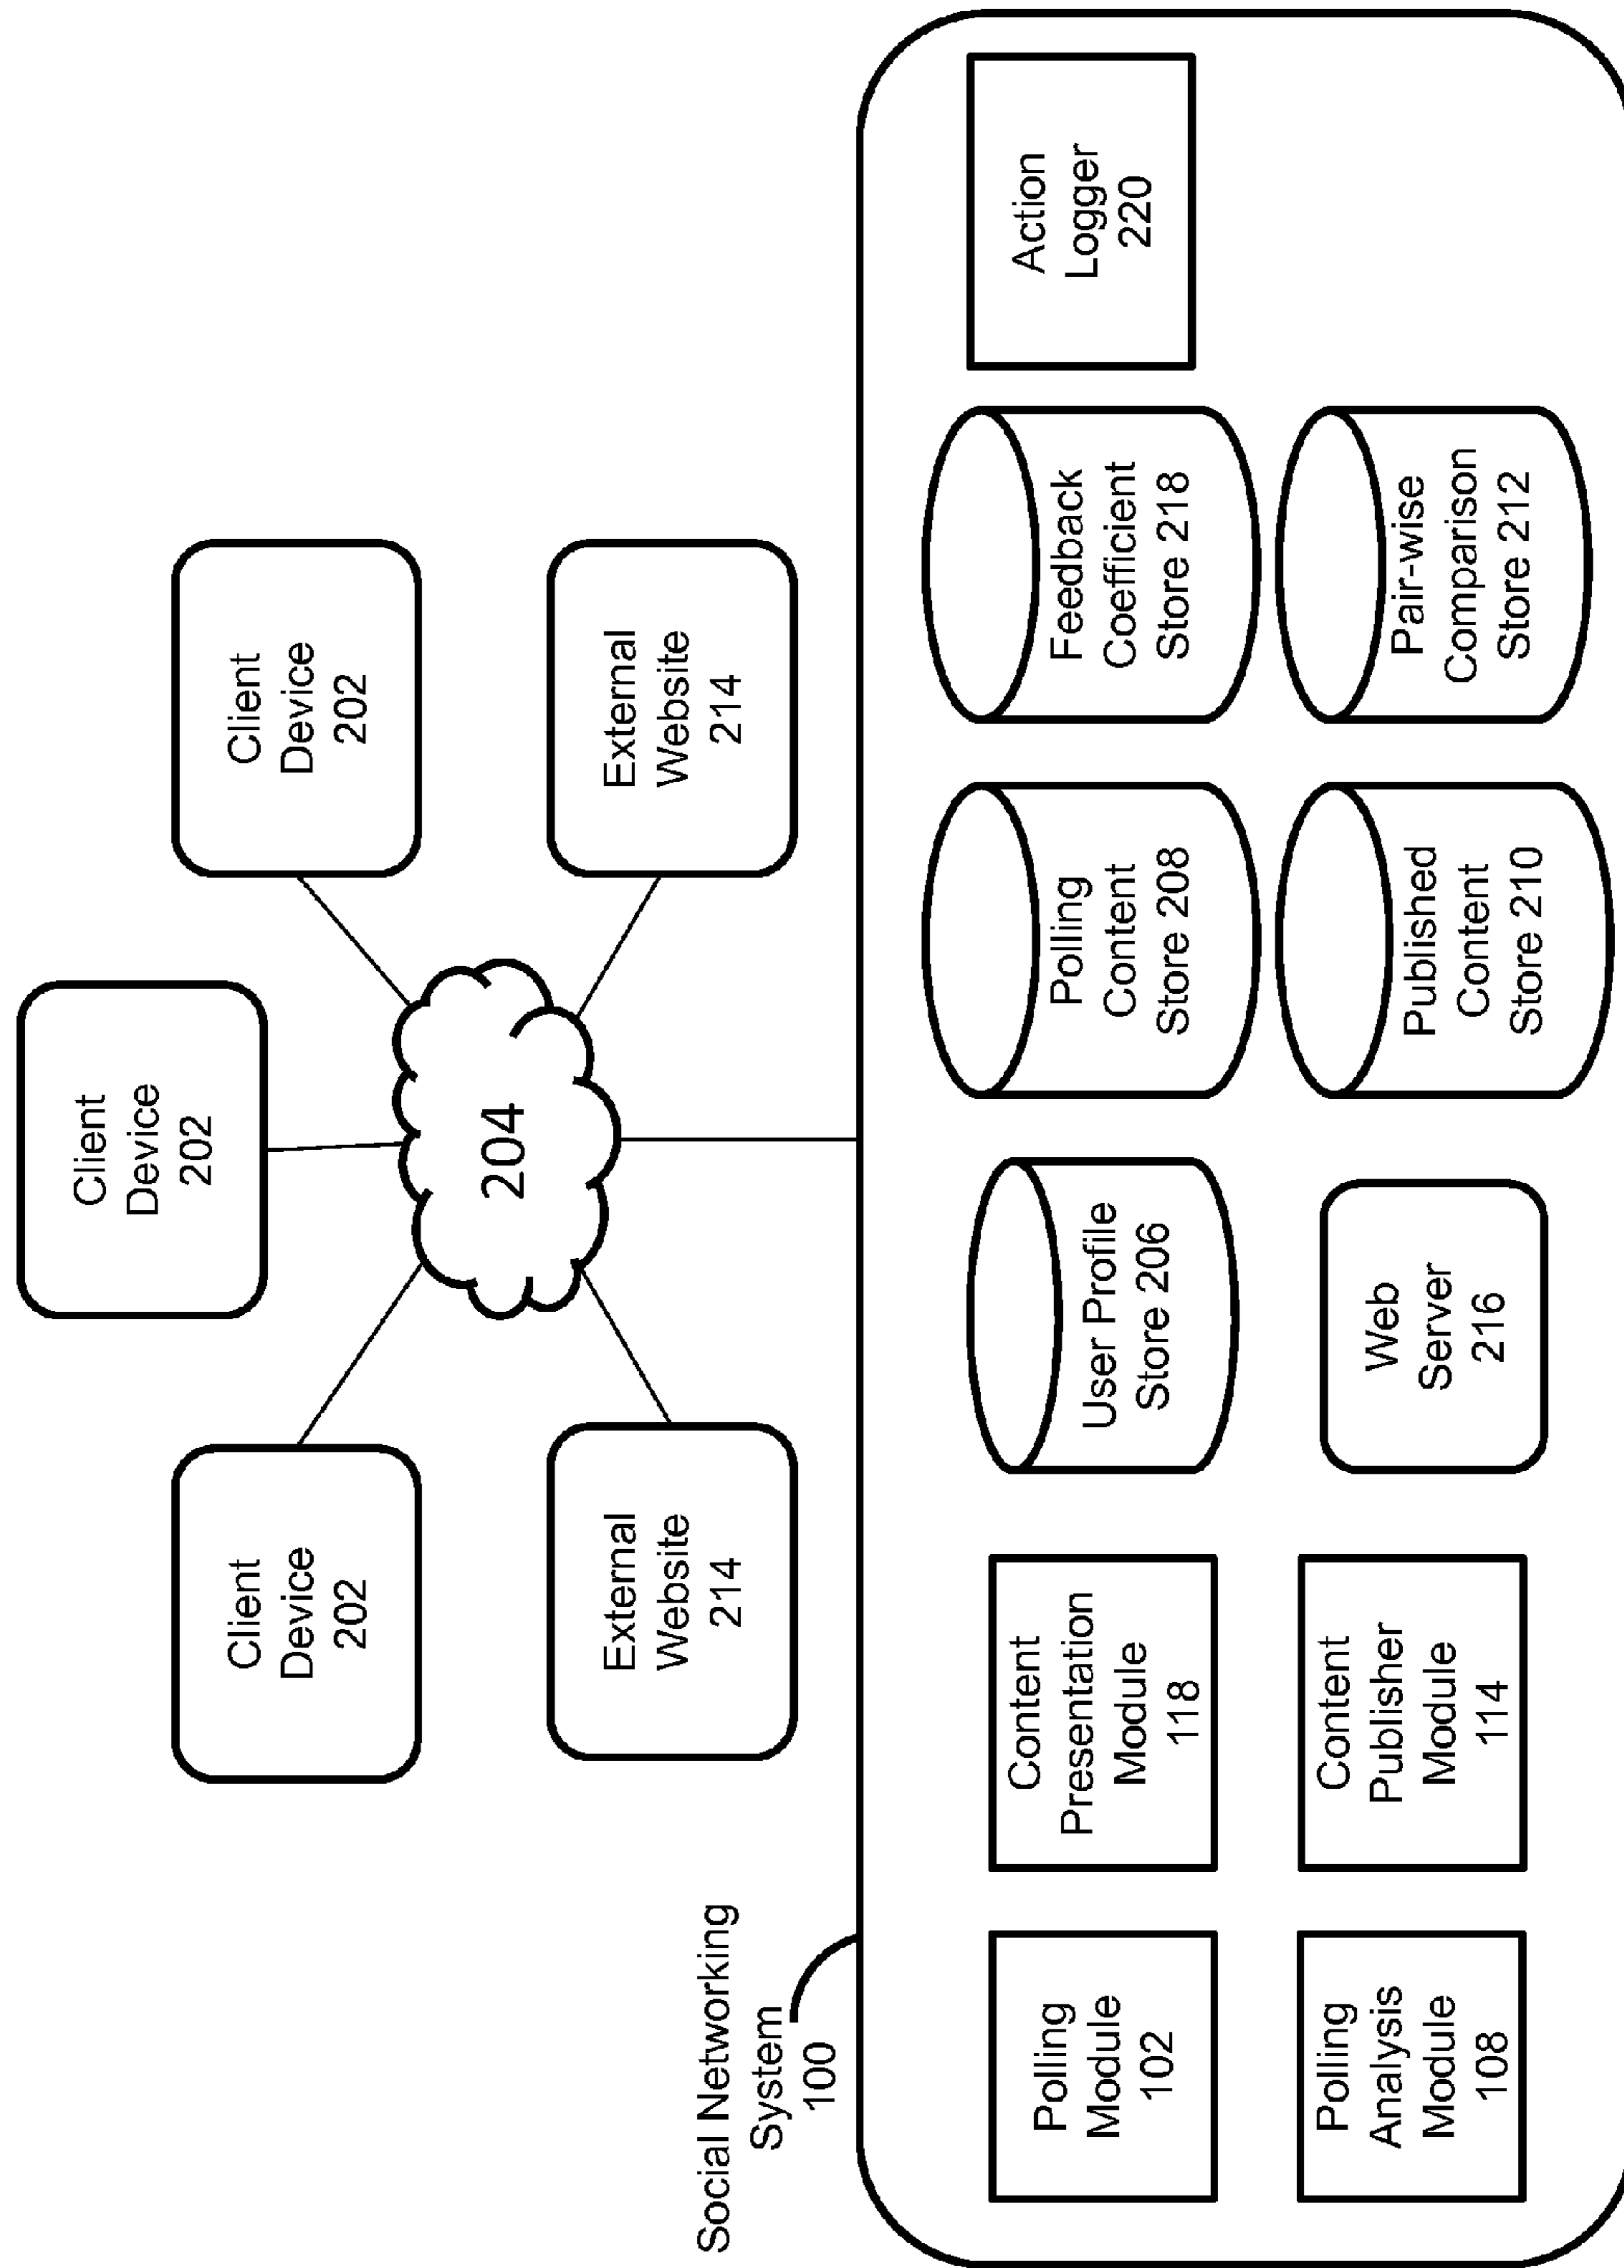 Client
Device
202
Client
Device
202
Client
Device
202
204
External
Website
214
External
Website
214
Social Networking
System
100
Polling
Module
102
Content
Presentation
Module
118
User Profile
Store 206
Polling
Content
Store 208
Feedback
Coefficient
Store 218
Action
Logger
220
Polling
Analysis
Module
108
Content
Publisher
Module
114
Web
Server
216
Published
Content
Store 210
Pair-wise
Comparison
Store 212